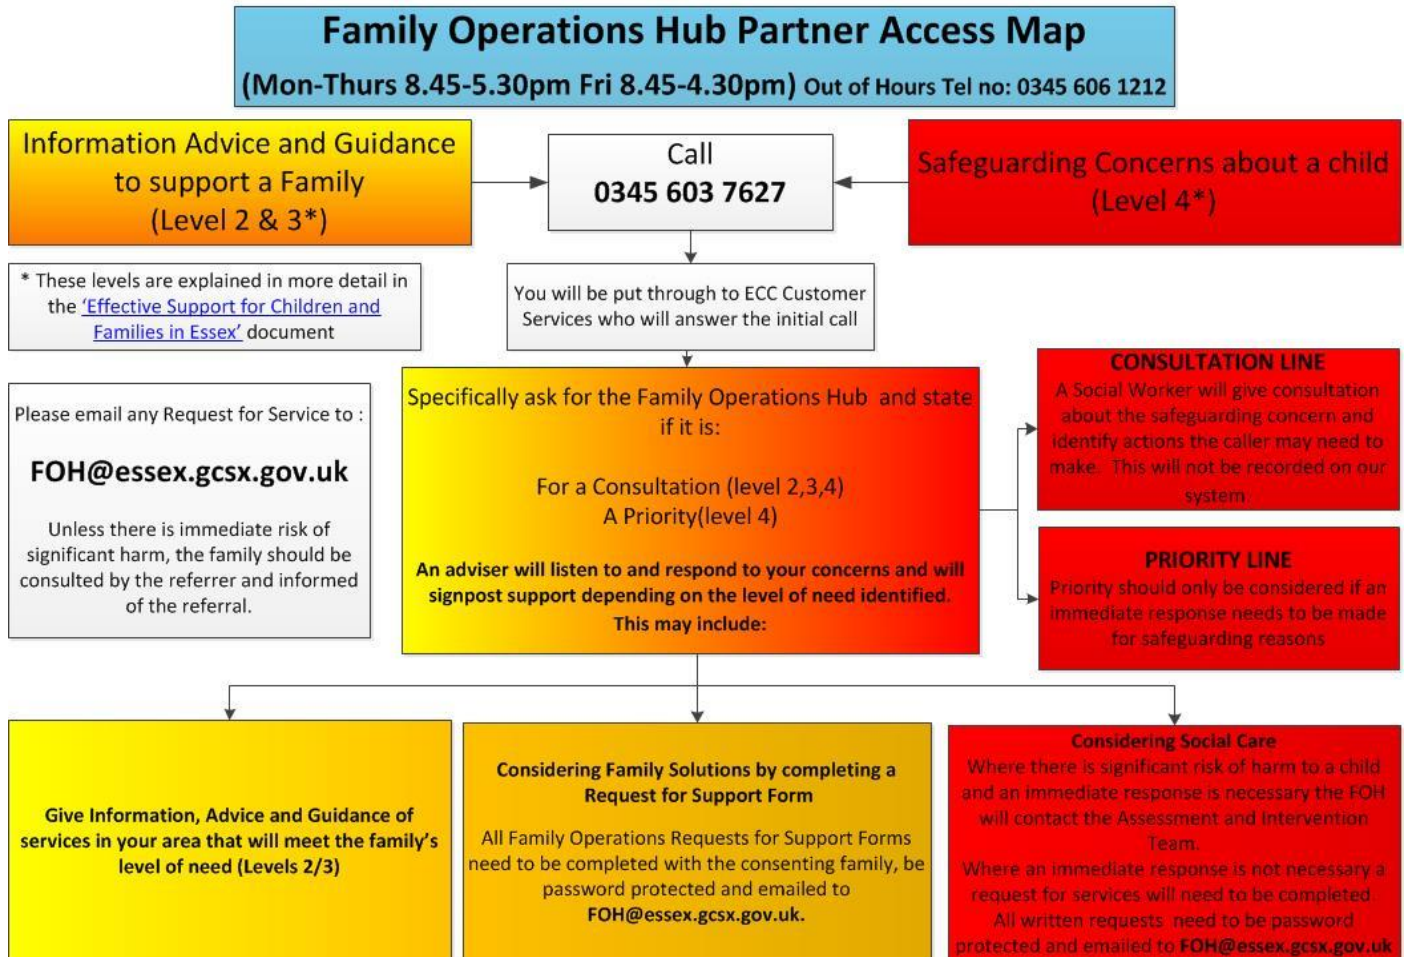 Family Operations Hub Partner Access Map
(Mon-Thurs 8.45-5.30pm Fri 8.45-4.30pm) Out of Hours Tel no: 0345 606 1212
Information Advice and Guidance
to support a Family
(Level 2 & 3*)
Call
0345 603 7627
Safeguarding Concerns about a child
(Level 4*)
* These levels are explained in more detail in
the ‘Effective Support for Children and
Families in Essex’ document
You will be put through to ECC Customer
Services who will answer the initial call
Please email any Request for Service to :
FOH@essex.gcsx.gov.uk
Unless there is immediate risk of
significant harm, the family should be
consulted by the referrer and informed
of the referral.
Specifically ask for the Family Operations Hub and state
if it is:
For a Consultation (level 2,3,4)
A Priority(level 4)
An adviser will listen to and respond to your concerns and will
signpost support depending on the level of need identified.
This may include:
CONSULTATION LINE
A Social Worker will give consultation
about the safeguarding concern and
identify actions the caller may need to
make. This will not be recorded on our
system
PRIORITY LINE
Priority should only be considered if an
immediate response needs to be made
for safeguarding reasons
Give Information, Advice and Guidance of
services in your area that will meet the family’s
level of need (Levels 2/3)
Considering Family Solutions by completing a
Request for Support Form
All Family Operations Requests for Support Forms
need to be completed with the consenting family, be
password protected and emailed to
FOH@essex.gcsx.gov.uk.
Considering Social Care
Where there is significant risk of harm to a child
and an immediate response is necessary the FOH
will contact the Assessment and Intervention
Team.
Where an immediate response is not necessary a
request for services will need to be completed.
All written requests need to be password
protected and emailed to FOH@essex.gcsx.gov.uk